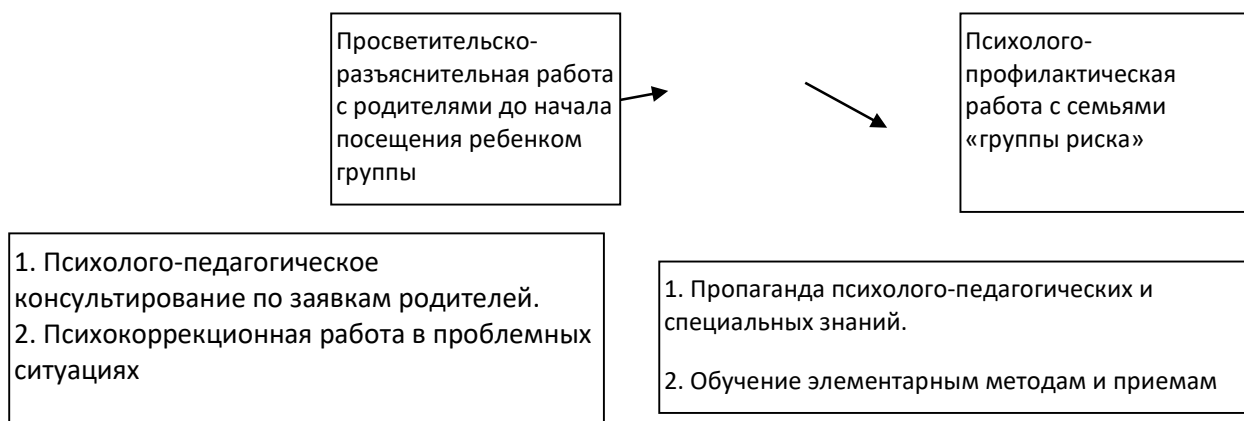 Просветительско-
разъяснительная работа
с родителями до начала
посещения ребенком
группы
Психолого-
профилактическая
работа с семьями
«группы риска»
1. Психолого-педагогическое
консультирование по заявкам родителей.
2. Психокоррекционная работа в проблемных
ситуациях
1. Пропаганда психолого-педагогических и
специальных знаний.
2. Обучение элементарным методам и приемам